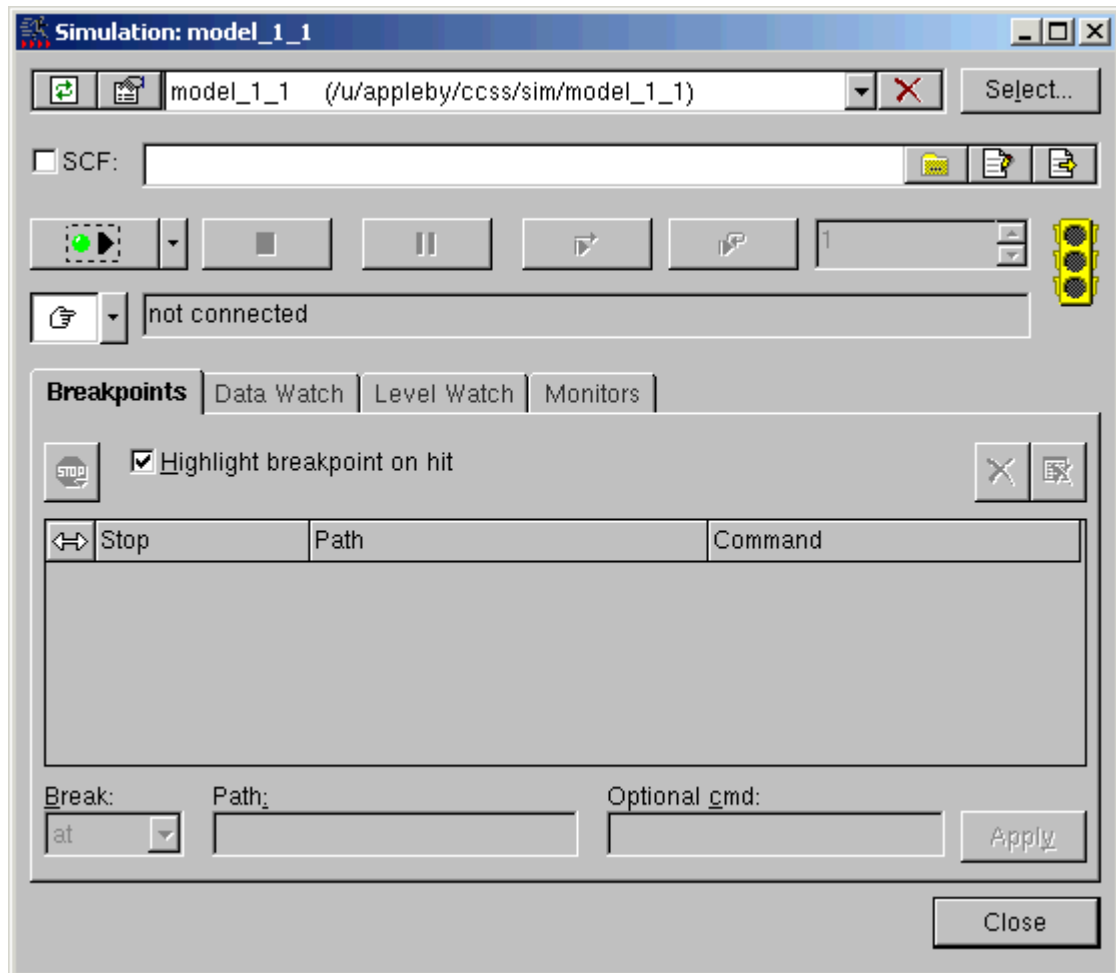 Simulation: model_1_1
model_1_1 (/u/appleby/ccss/sim/model_1_1)
Select...
SCF:
1
not connected
Breakpoints
Data Watch
Level Watch
Monitors
STOP
Highlight breakpoint on hit
Stop
Path
Command
Break:
Path:
Optional cmd:
at
Apply
Close